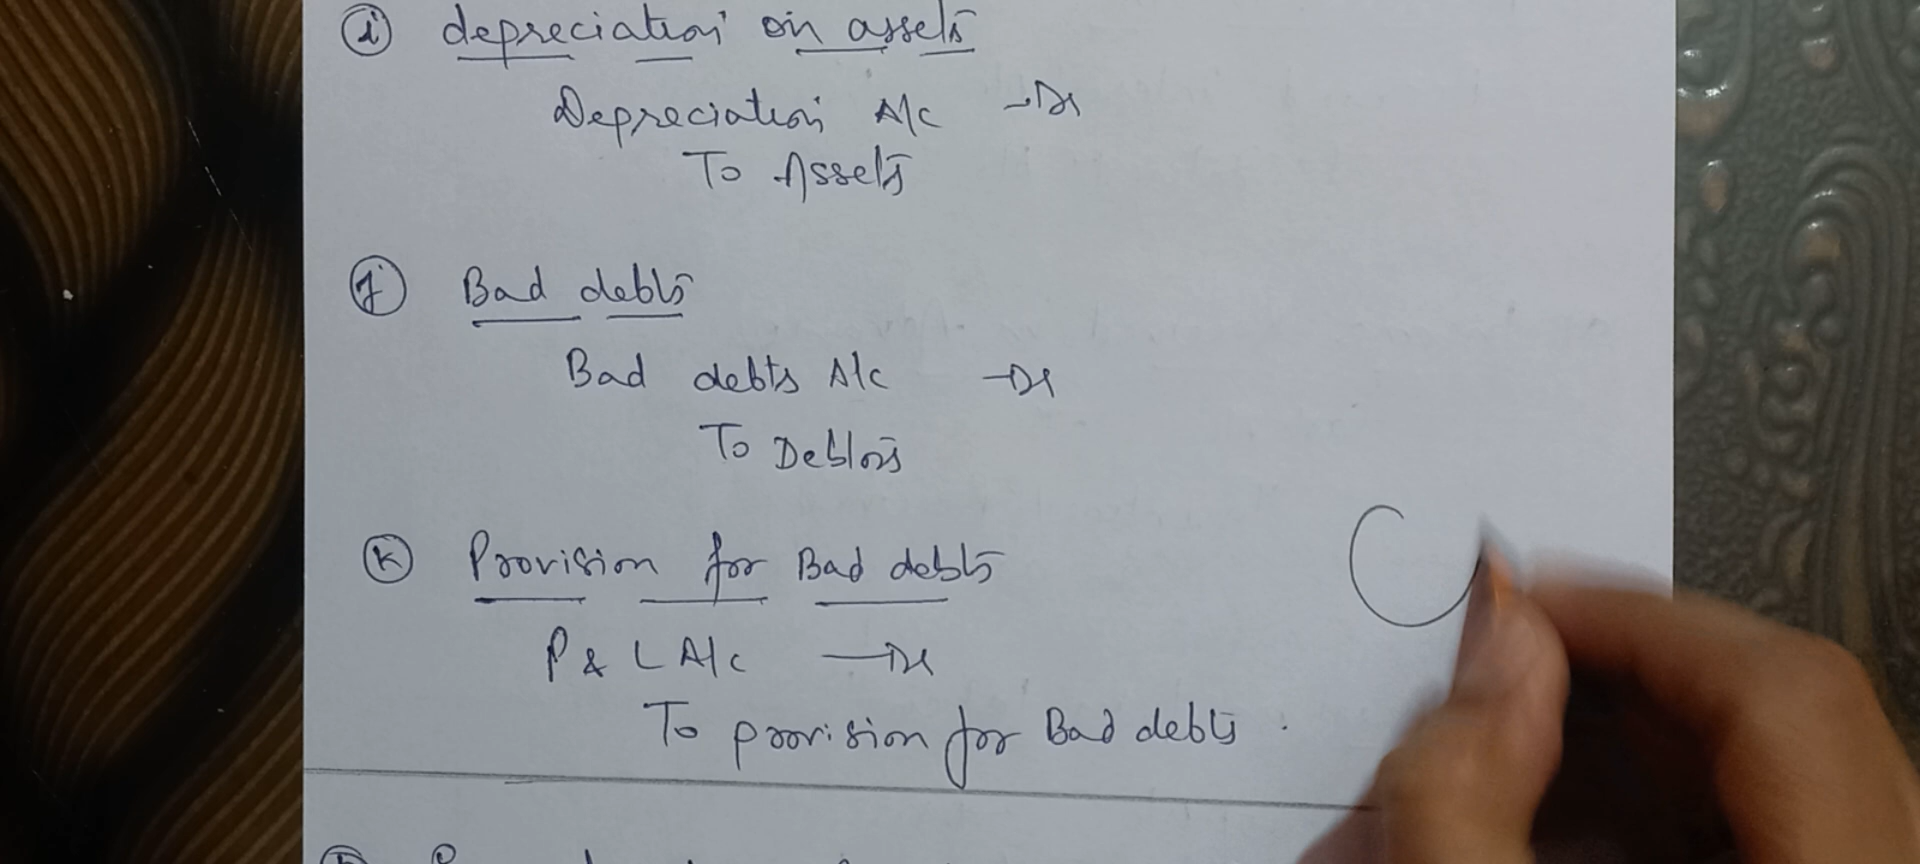 (i) depreciation on assets
Depreciation A/c - Dr
To Assets
(j) Bad debts
Bad debts A/c - Dr
To Debtors
(k) Provision for Bad debts
P & L A/c - Dr
To provision for Bad debts.